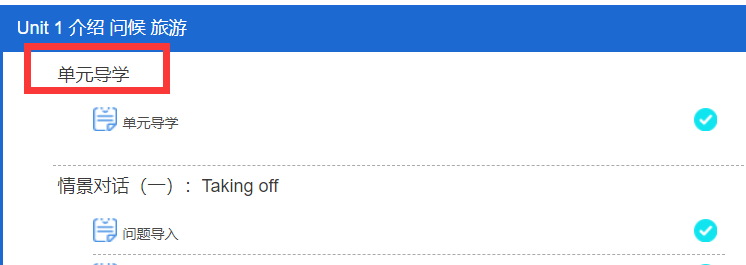 Unit 1 介绍 问候 旅游
单元导学
单元导学
情景对话（一）：Taking off
问题导入